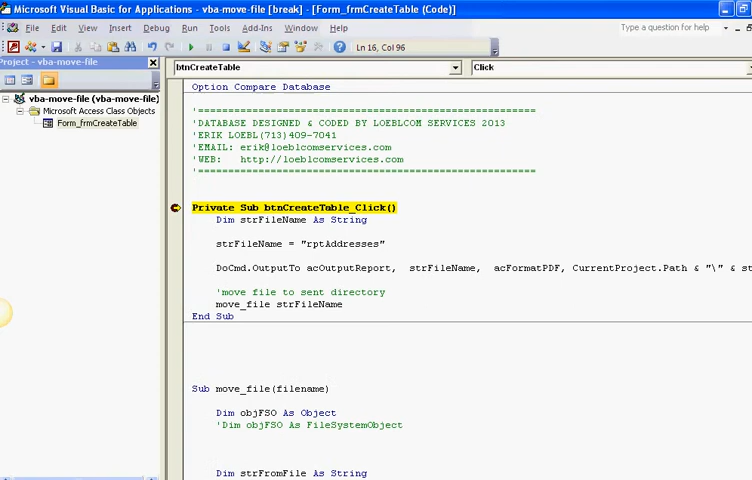 Microsoft Visual Basic for Applications - vba-move-file [break] - [Form_frmCreateTable (Code)]
File Edit View Insert Debug Run Tools Add-Ins Window Help
Type a question for help
Ln 16, Col 96
Project - vba-move-file
btnCreateTable
Click
vba-move-file (vba-move-file)
Microsoft Access Class Objects
Form_frmCreateTable
Option Compare Database
'=========================================================
'DATABASE DESIGNED & CODED BY LOEBLCOM SERVICES 2013
'ERIK LOEBL(713)409-7041
'EMAIL: erik@loeblcomservices.com
'WEB: http://loeblcomservices.com
'=========================================================
Private Sub btnCreateTable_Click()
Dim strFileName As String
strFileName = "rptAddresses"
DoCmd.OutputTo acOutputReport, strFileName, acFormatPDF, CurrentProject.Path & "\" & st
'move file to sent directory
move_file strFileName
End Sub
Sub move_file(filename)
Dim objFSO As Object
'Dim objFSO As FileSystemObject
Dim strFromFile As String